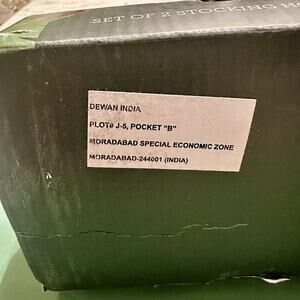 SET OF 2 STOCKING
DEWAN INDIA
PLOT# J-5, POCKET "B"
MORADABAD SPECIAL ECONOMIC ZONE
MORADABAD-244001 (INDIA)